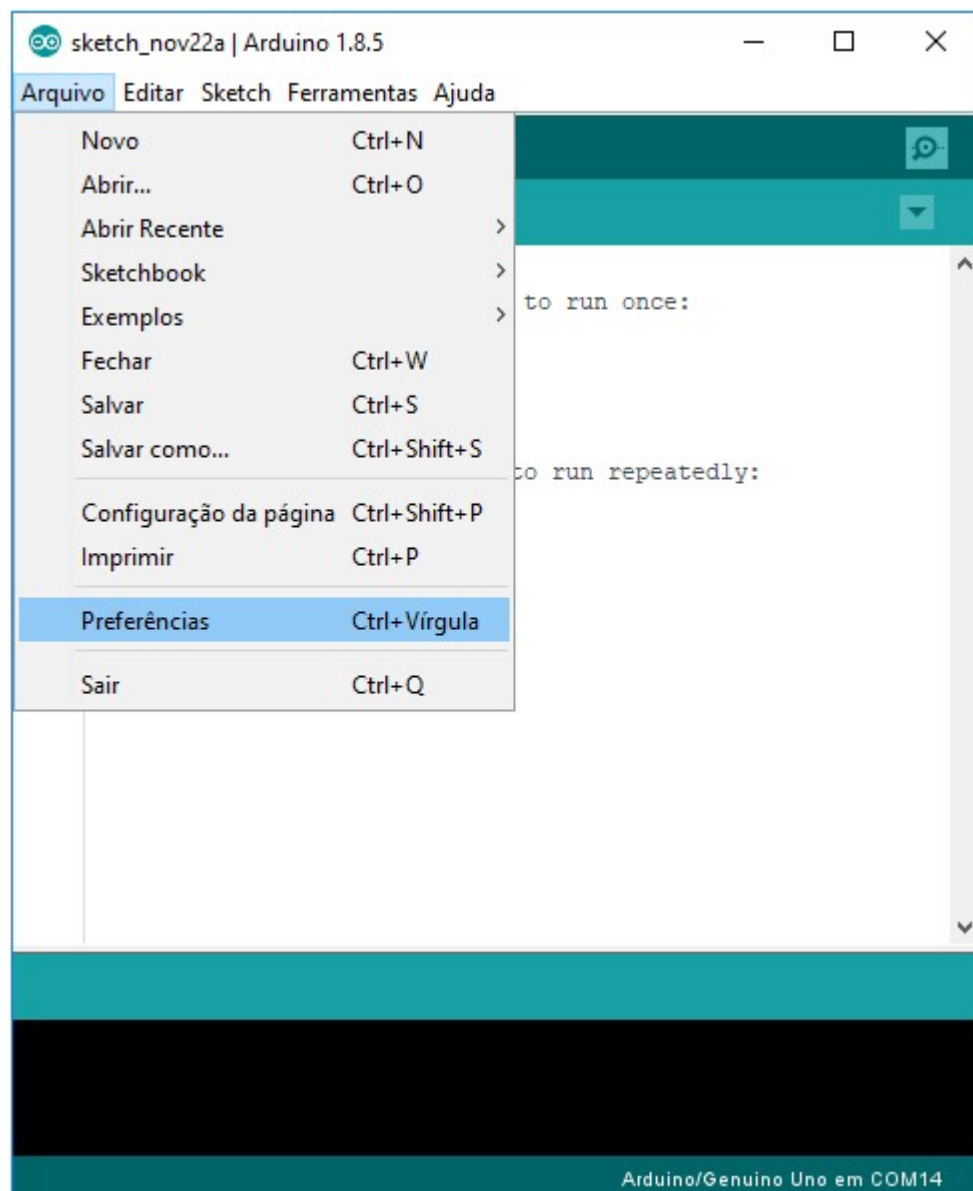 sketch_nov22a | Arduino 1.8.5
Arquivo Editar Sketch Ferramentas Ajuda
Novo Ctrl+N
Abrir... Ctrl+O
Abrir Recente
Sketchbook
Exemplos
to run once:
Fechar Ctrl+W
Salvar Ctrl+S
Salvar como... Ctrl+Shift+S
to run repeatedly:
Configuração da página Ctrl+Shift+P
Imprimir Ctrl+P
Preferências Ctrl+Vírgula
Sair Ctrl+Q
Arduino/Genuino Uno em COM14